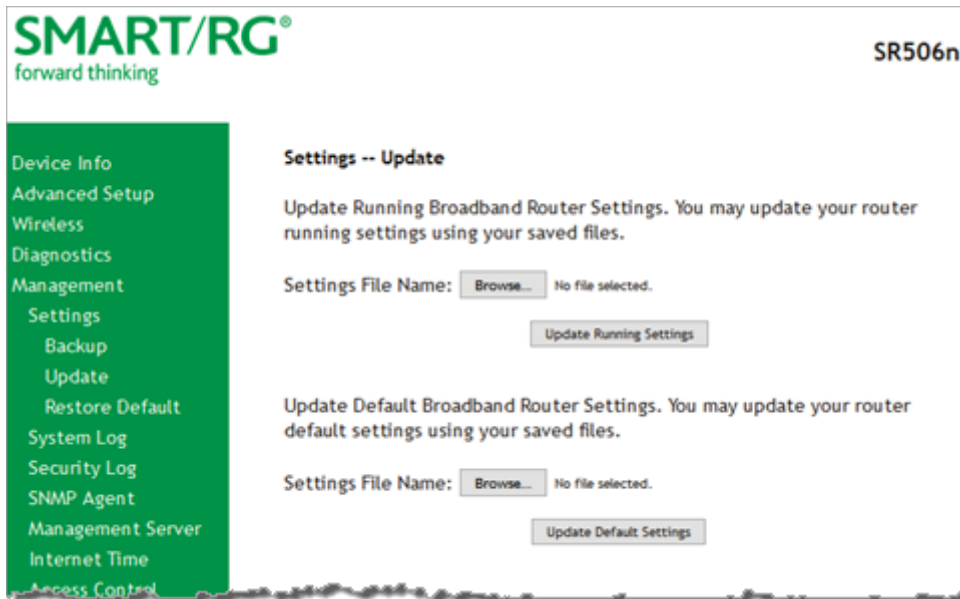 SMART/RG®
forward thinking
SR506n
Device Info
Advanced Setup
Wireless
Diagnostics
Management
Settings
Backup
Update
Restore Default
System Log
Security Log
SNMP Agent
Management Server
Internet Time
Access Control
Settings -- Update
Update Running Broadband Router Settings. You may update your router
running settings using your saved files.
Settings File Name: Browse... No file selected.
Update Running Settings
Update Default Broadband Router Settings. You may update your router
default settings using your saved files.
Settings File Name: Browse... No file selected.
Update Default Settings